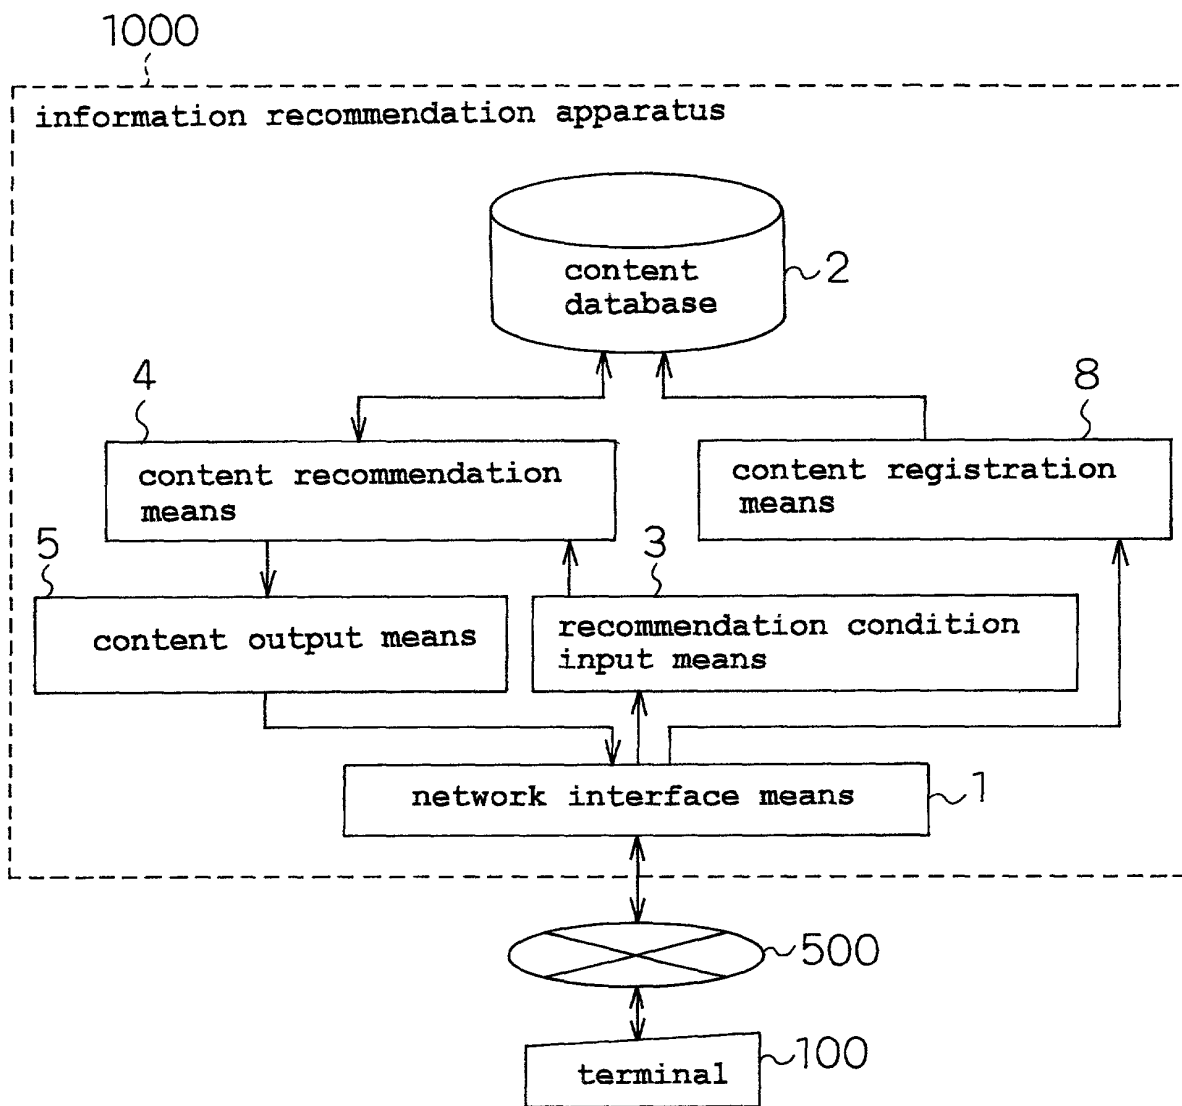 1000
information recommendation apparatus
content
database
2
4
8
content recommendation
means
content registration
means
5
3
content output means
recommendation condition
input means
network interface means
1
500
terminal
100